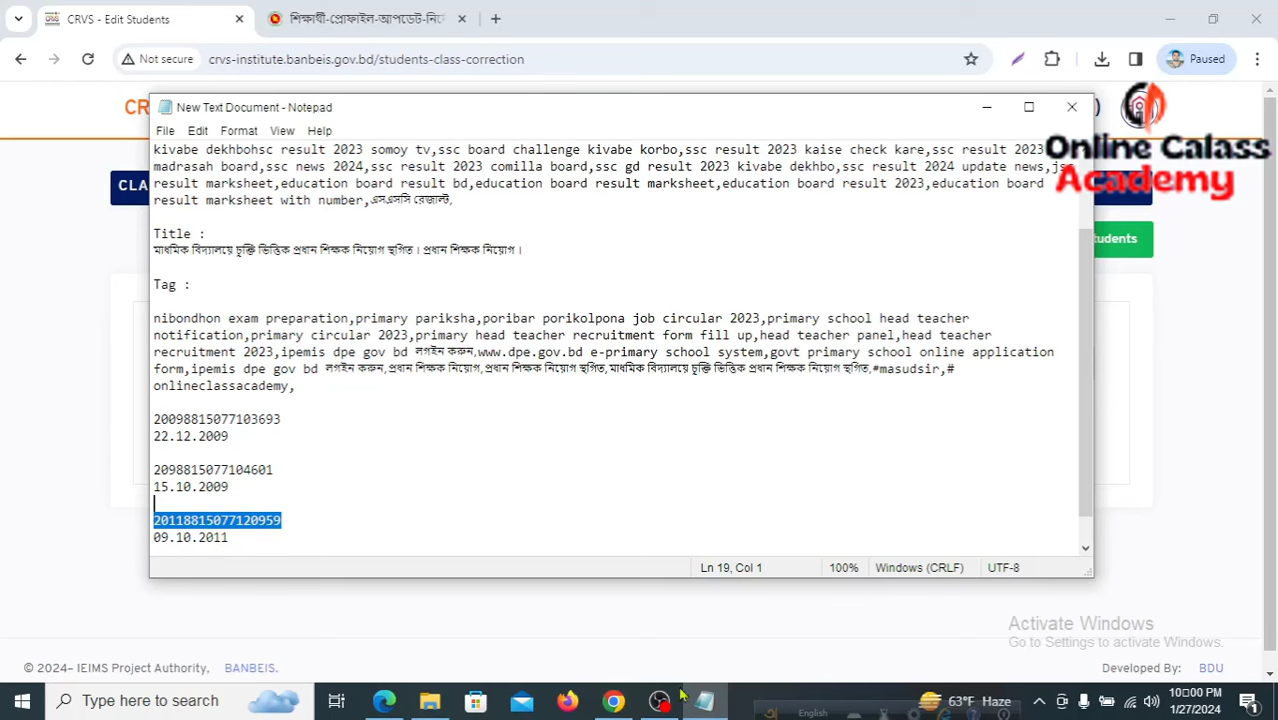 CRVS - Edit Students
শিক্ষার্থী-প্রোফাইল-আপডেট-নিয়ে
Not secure
crvs-institute.banbeis.gov.bd/students-class-correction
Paused
CR
New Text Document - Notepad
File Edit Format View Help
Online Calass
Academy
CLA
kivabe dekhbohsc result 2023 somoy tv,ssc board challenge kivabe korbo,ssc result 2023 kaise check kare,ssc result 2023
madrasah board,ssc news 2024,ssc result 2023 comilla board,ssc gd result 2023 kivabe dekhbo,ssc result 2024 update news,jsc
result marksheet,education board result bd,education board result marksheet,education board result 2023,education board
result marksheet with number,এসএসসি রেজাল্ট,
Title :
মাধ্যমিক বিদ্যালয়ে চুক্তি ভিত্তিক প্রধান শিক্ষক নিয়োগ স্থগিত। প্রধান শিক্ষক নিয়োগ।
udents
Tag :
nibondhon exam preparation,primary pariksha,poribar porikolpona job circular 2023,primary school head teacher
notification,primary circular 2023,primary head teacher recruitment form fill up,head teacher panel,head teacher
recruitment 2023,ipemis dpe gov bd লগইন করুন,www.dpe.gov.bd e-primary school system,govt primary school online application
form,ipemis dpe gov bd লগইন করুন,প্রধান শিক্ষক নিয়োগ,প্রধান শিক্ষক নিয়োগ স্থগিত,মাধ্যমিক বিদ্যালয়ে চুক্তি ভিত্তিক প্রধান শিক্ষক নিয়োগ স্থগিত,#masudsir,#
onlineclassacademy,
20098815077103693
22.12.2009
2098815077104601
15.10.2009
20118815077120959
09.10.2011
Ln 19, Col 1 100% Windows (CRLF) UTF-8
Activate Windows
Go to Settings to activate Windows.
© 2024– IEIMS Project Authority, BANBEIS.
Developed By: BDU
Type here to search
English
63°F Haze
10:00:00 PM
1/27/2024